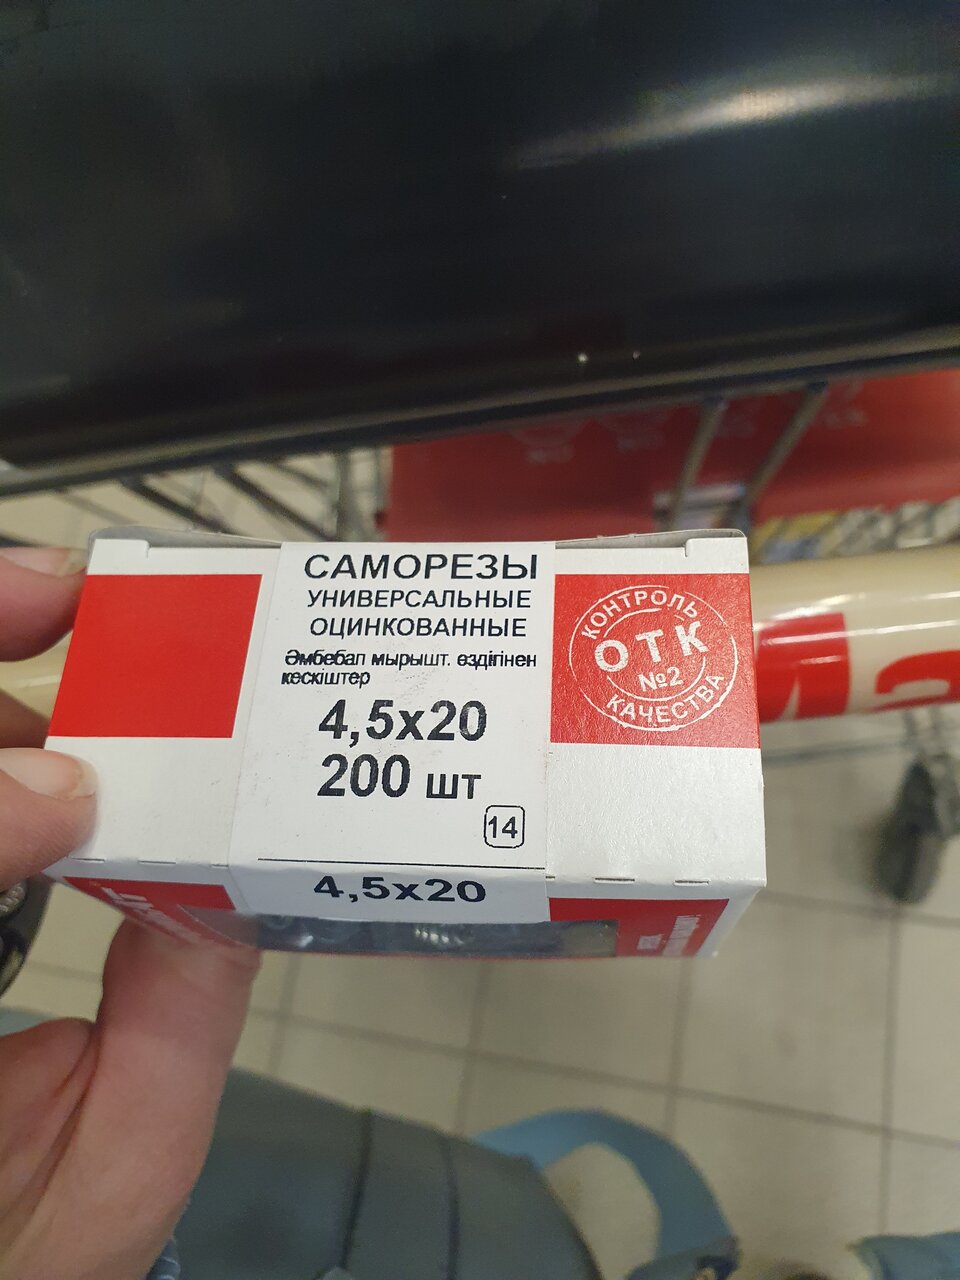 САМОРЕЗЫ
УНИВЕРСАЛЬНЫЕ
ОЦИНКОВАННЫЕ
Әмбебап мырышт. өздігінен
кескіштер
4,5х20
200 шт
14
4,5х20
КОНТРОЛЬ
ОТК
№2
КАЧЕСТВА